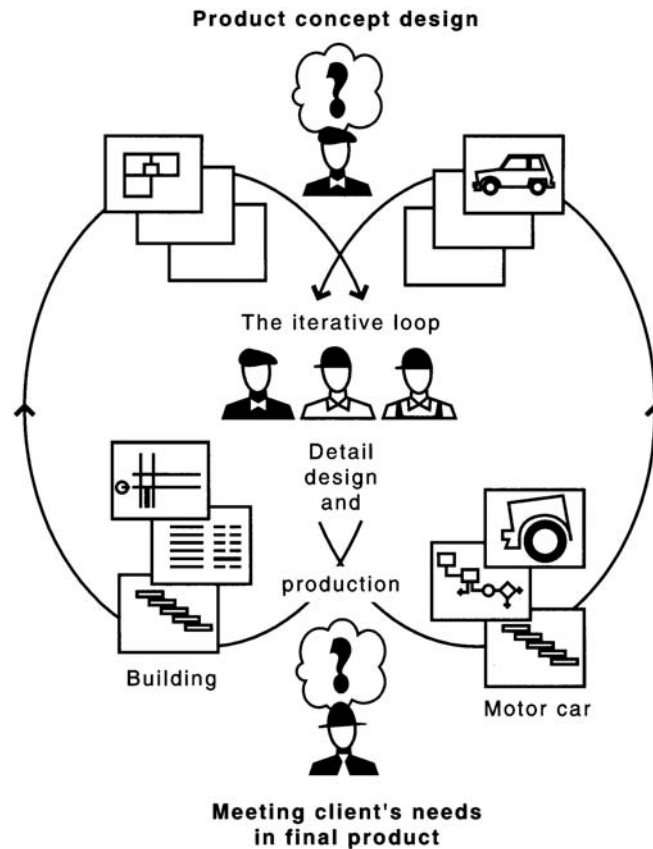 Product concept design
?
The iterative loop
Detail
design
and
production
Building
?
Motor car
Meeting client's needs
in final product